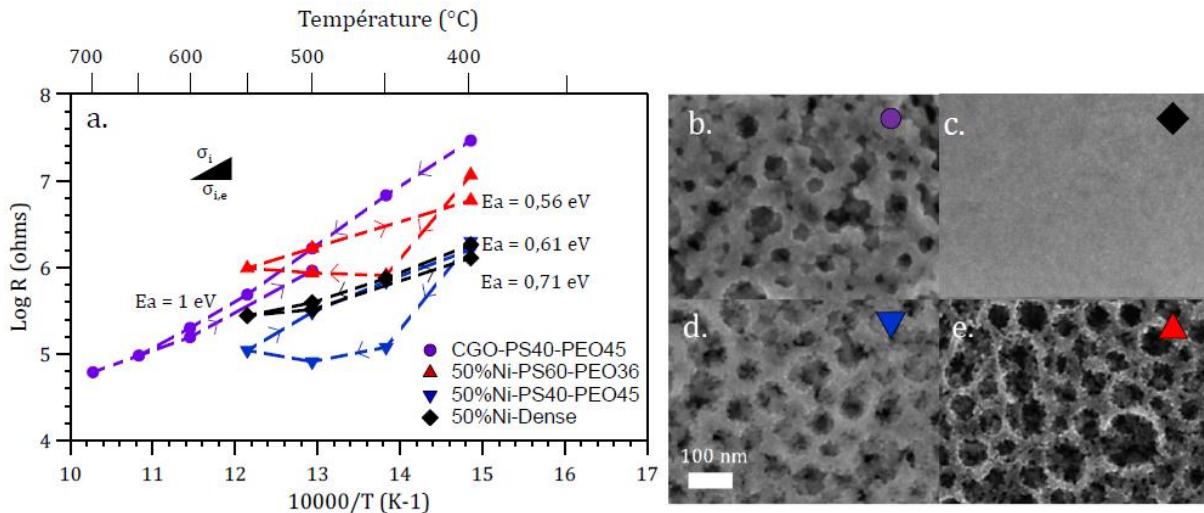 Température (°C)
700 600 500 400
8
7
6
5
4
Log R (ohms)
a.
σi
σi,e
Ea = 0,56 eV
Ea = 0,61 eV
Ea = 0,71 eV
Ea = 1 eV
CGO-PS40-PEO45
50%Ni-PS60-PEO36
50%Ni-PS40-PEO45
50%Ni-Dense
10 11 12 13 14 15 16 17
10000/T (K-1)
b.
c.
d.
e.
100 nm